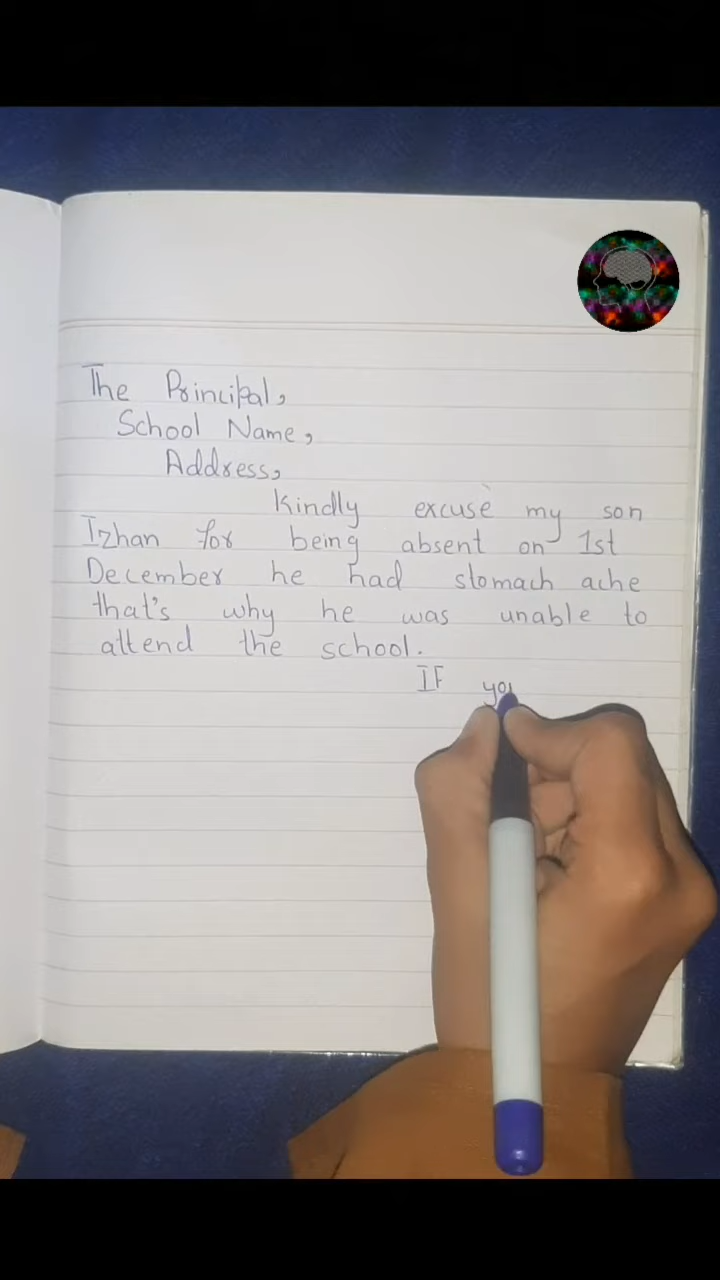 The Principal,
School Name,
Address,
Kindly excuse my son
Izhan for being absent on 1st
December he had stomach ache
that's why he was unable to
attend the school.
IF you